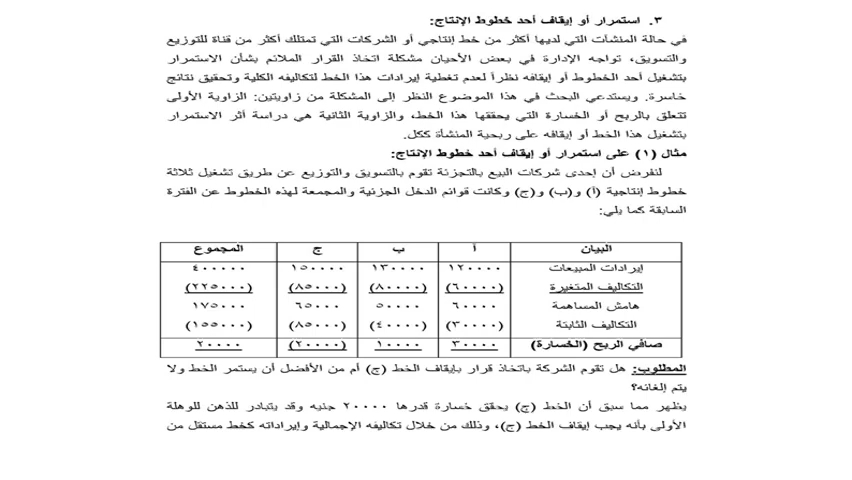 ٣. استمرار أو إيقاف أحد خطوط الإنتاج:
في حالة المنشآت التي لديها أكثر من خط إنتاجي أو الشركات التي تمتلك أكثر من قناة للتوزيع
والتسويق، تواجه الإدارة في بعض الأحيان مشكلة اتخاذ القرار الملائم بشأن الاستمرار
بتشغيل أحد الخطوط أو إيقافه نظراً لعدم تغطية إيرادات هذا الخط لتكاليفه الكلية وتحقيق نتائج
خاسرة. ويستدعي البحث في هذا الموضوع النظر إلى المشكلة من زاويتين: الزاوية الأولى
تتعلق بالربح أو الخسارة التي يحققها هذا الخط، والزاوية الثانية هي دراسة أثر الاستمرار
بتشغيل هذا الخط أو إيقافه على ربحية المنشأة ككل.
مثال (١) على استمرار أو إيقاف أحد خطوط الإنتاج:
لنفرض أن إحدى شركات البيع بالتجزئة تقوم بالتسويق والتوزيع عن طريق تشغيل ثلاثة
خطوط إنتاجية (أ) و(ب) و(ج) وكانت قوائم الدخل الجزئية والمجمعة لهذه الخطوط عن الفترة
السابقة كما يلي:
البيان أ ب ج المجموع
إيرادات المبيعات ١٢٠٠٠٠ ١٣٠٠٠٠ ١٥٠٠٠٠ ٤٠٠٠٠٠
التكاليف المتغيرة (٦٠٠٠٠) (٨٠٠٠٠) (٨٥٠٠٠) (٢٢٥٠٠٠)
هامش المساهمة ٦٠٠٠٠ ٥٠٠٠٠ ٦٥٠٠٠ ١٧٥٠٠٠
التكاليف الثابتة (٣٠٠٠٠) (٤٠٠٠٠) (٨٥٠٠٠) (١٥٥٠٠٠)
صافي الربح (الخسارة) ٣٠٠٠٠ ١٠٠٠٠ (٢٠٠٠٠) ٢٠٠٠٠
المطلوب: هل تقوم الشركة باتخاذ قرار بإيقاف الخط (ج) أم من الأفضل أن يستمر الخط ولا
يتم إلغائه؟
يظهر مما سبق أن الخط (ج) يحقق خسارة قدرها ٢٠٠٠٠ جنيه وقد يتبادر للذهن للوهلة
الأولى بأنه يجب إيقاف الخط (ج)، وذلك من خلال تكاليفه الإجمالية وإيراداته كخط مستقل من